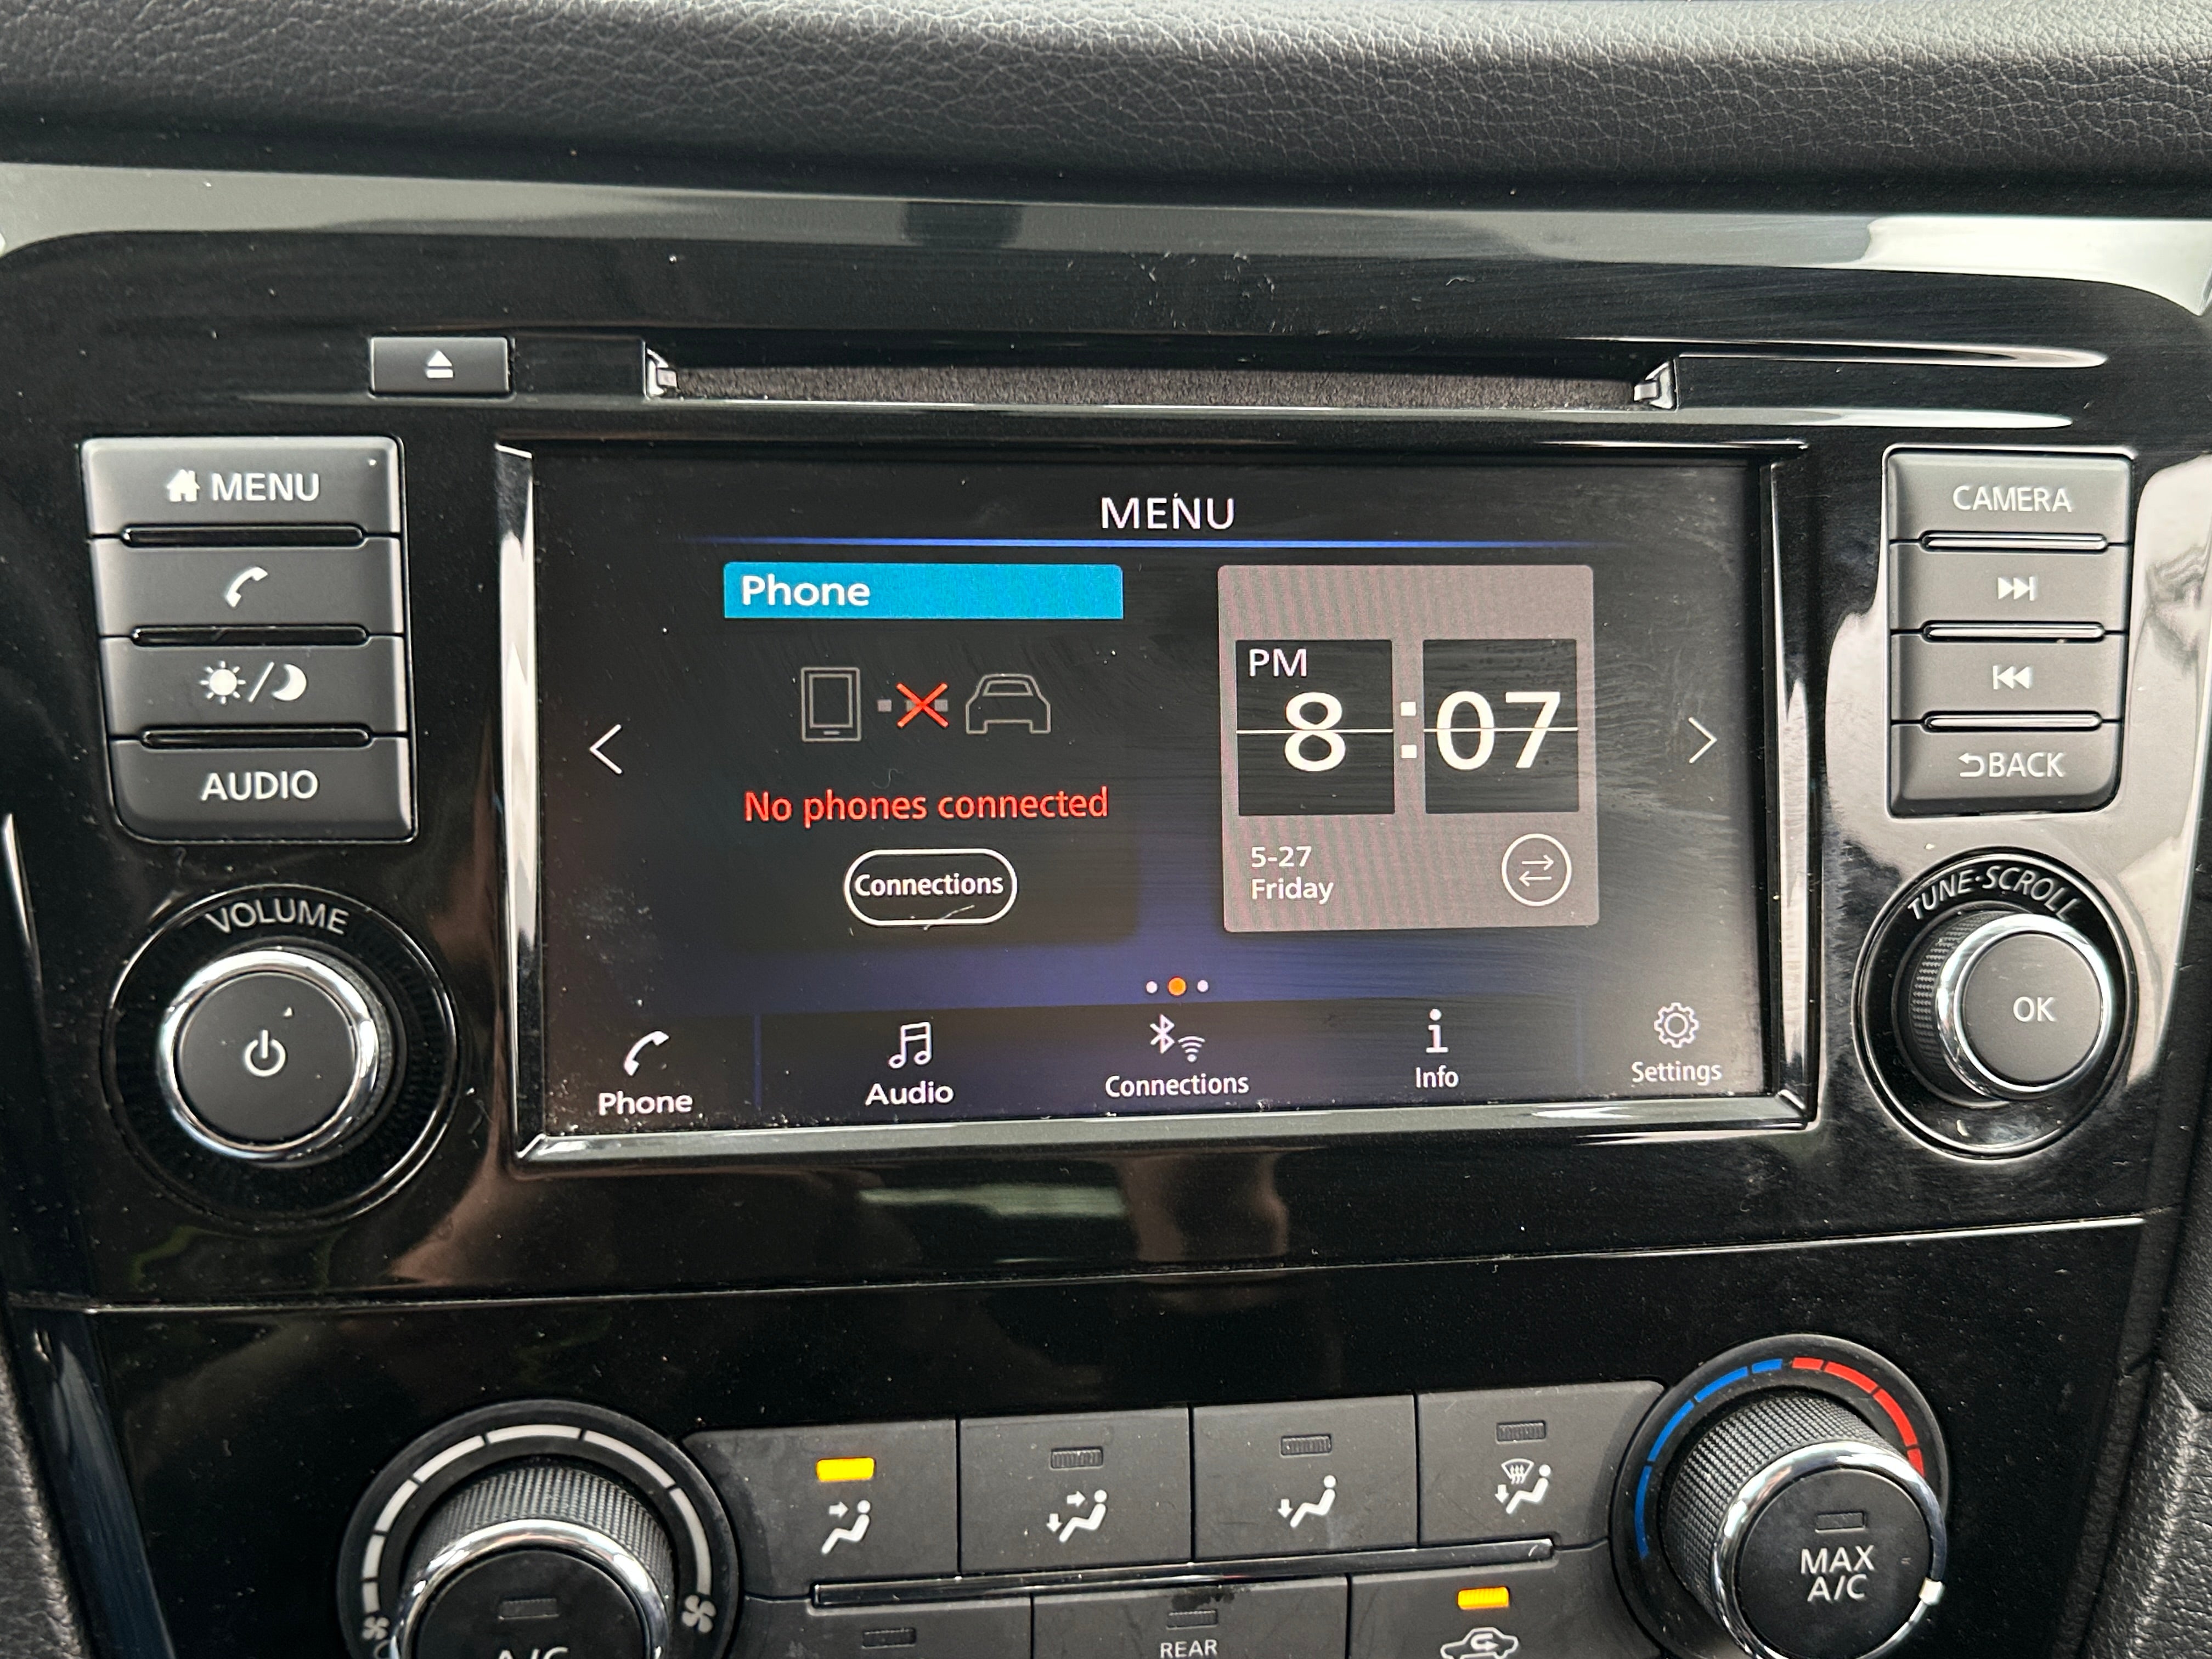 MENU
AUDIO
VOLUME
MENU
Phone
No phones connected
Connections
PM
8:07
5-27
Friday
Phone
Audio
Connections
Info
Settings
CAMERA
BACK
TUNE·SCROLL
OK
A/C
REAR
MAX
A/C